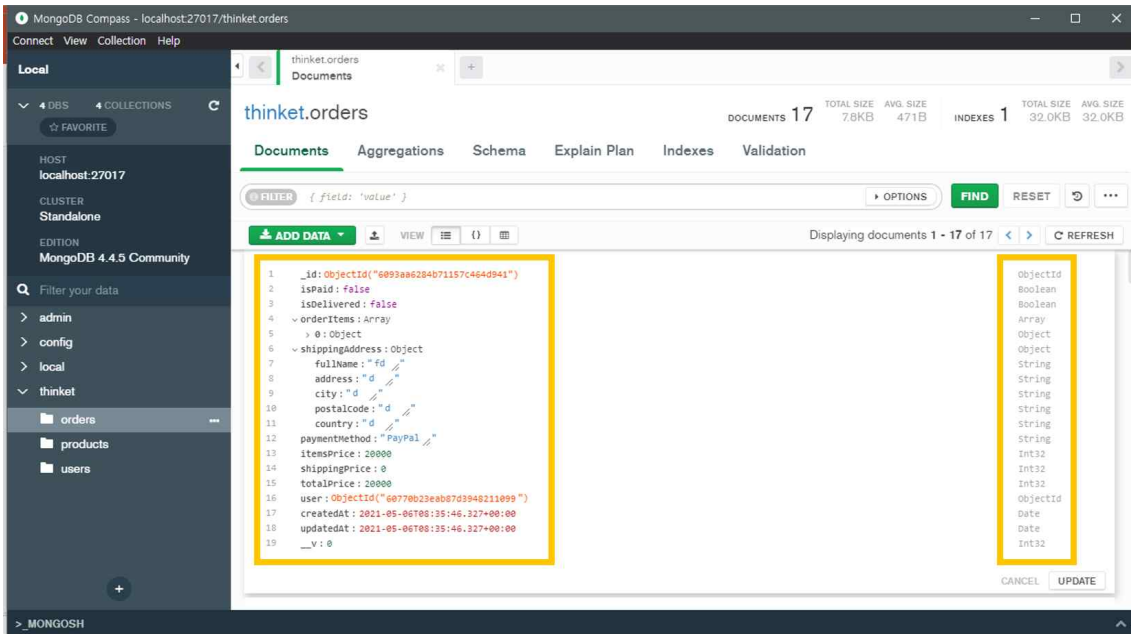 MongoDB Compass - localhost:27017/thinket.orders
Connect View Collection Help
Local
4 DBS 4 COLLECTIONS
FAVORITE
HOST
localhost:27017
CLUSTER
Standalone
EDITION
MongoDB 4.4.5 Community
Filter your data
admin
config
local
thinket
orders
products
users
>_MONGOSH
thinket.orders
Documents
thinket.orders
DOCUMENTS 17 TOTAL SIZE 7.8KB AVG. SIZE 471B INDEXES 1 TOTAL SIZE 32.0KB AVG. SIZE 32.0KB
Documents Aggregations Schema Explain Plan Indexes Validation
FILTER { field: 'value' } OPTIONS FIND RESET
ADD DATA VIEW {} Displaying documents 1 - 17 of 17 REFRESH
1 _id: ObjectId("6093aa6284b71157c464d941") ObjectId
2 isPaid: false Boolean
3 isDelivered: false Boolean
4 orderItems: Array Array
5 0: Object Object
6 shippingAddress: Object Object
7 fullName: "fd" String
8 address: "d" String
9 city: "d" String
10 postalCode: "d" String
11 country: "d" String
12 paymentMethod: "PayPal" String
13 itemsPrice: 20000 Int32
14 shippingPrice: 0 Int32
15 totalPrice: 20000 Int32
16 user: ObjectId("60770b23eab87d3948211099") ObjectId
17 createdAt: 2021-05-06T08:35:46.327+00:00 Date
18 updatedAt: 2021-05-06T08:35:46.327+00:00 Date
19 __v: 0 Int32
CANCEL UPDATE